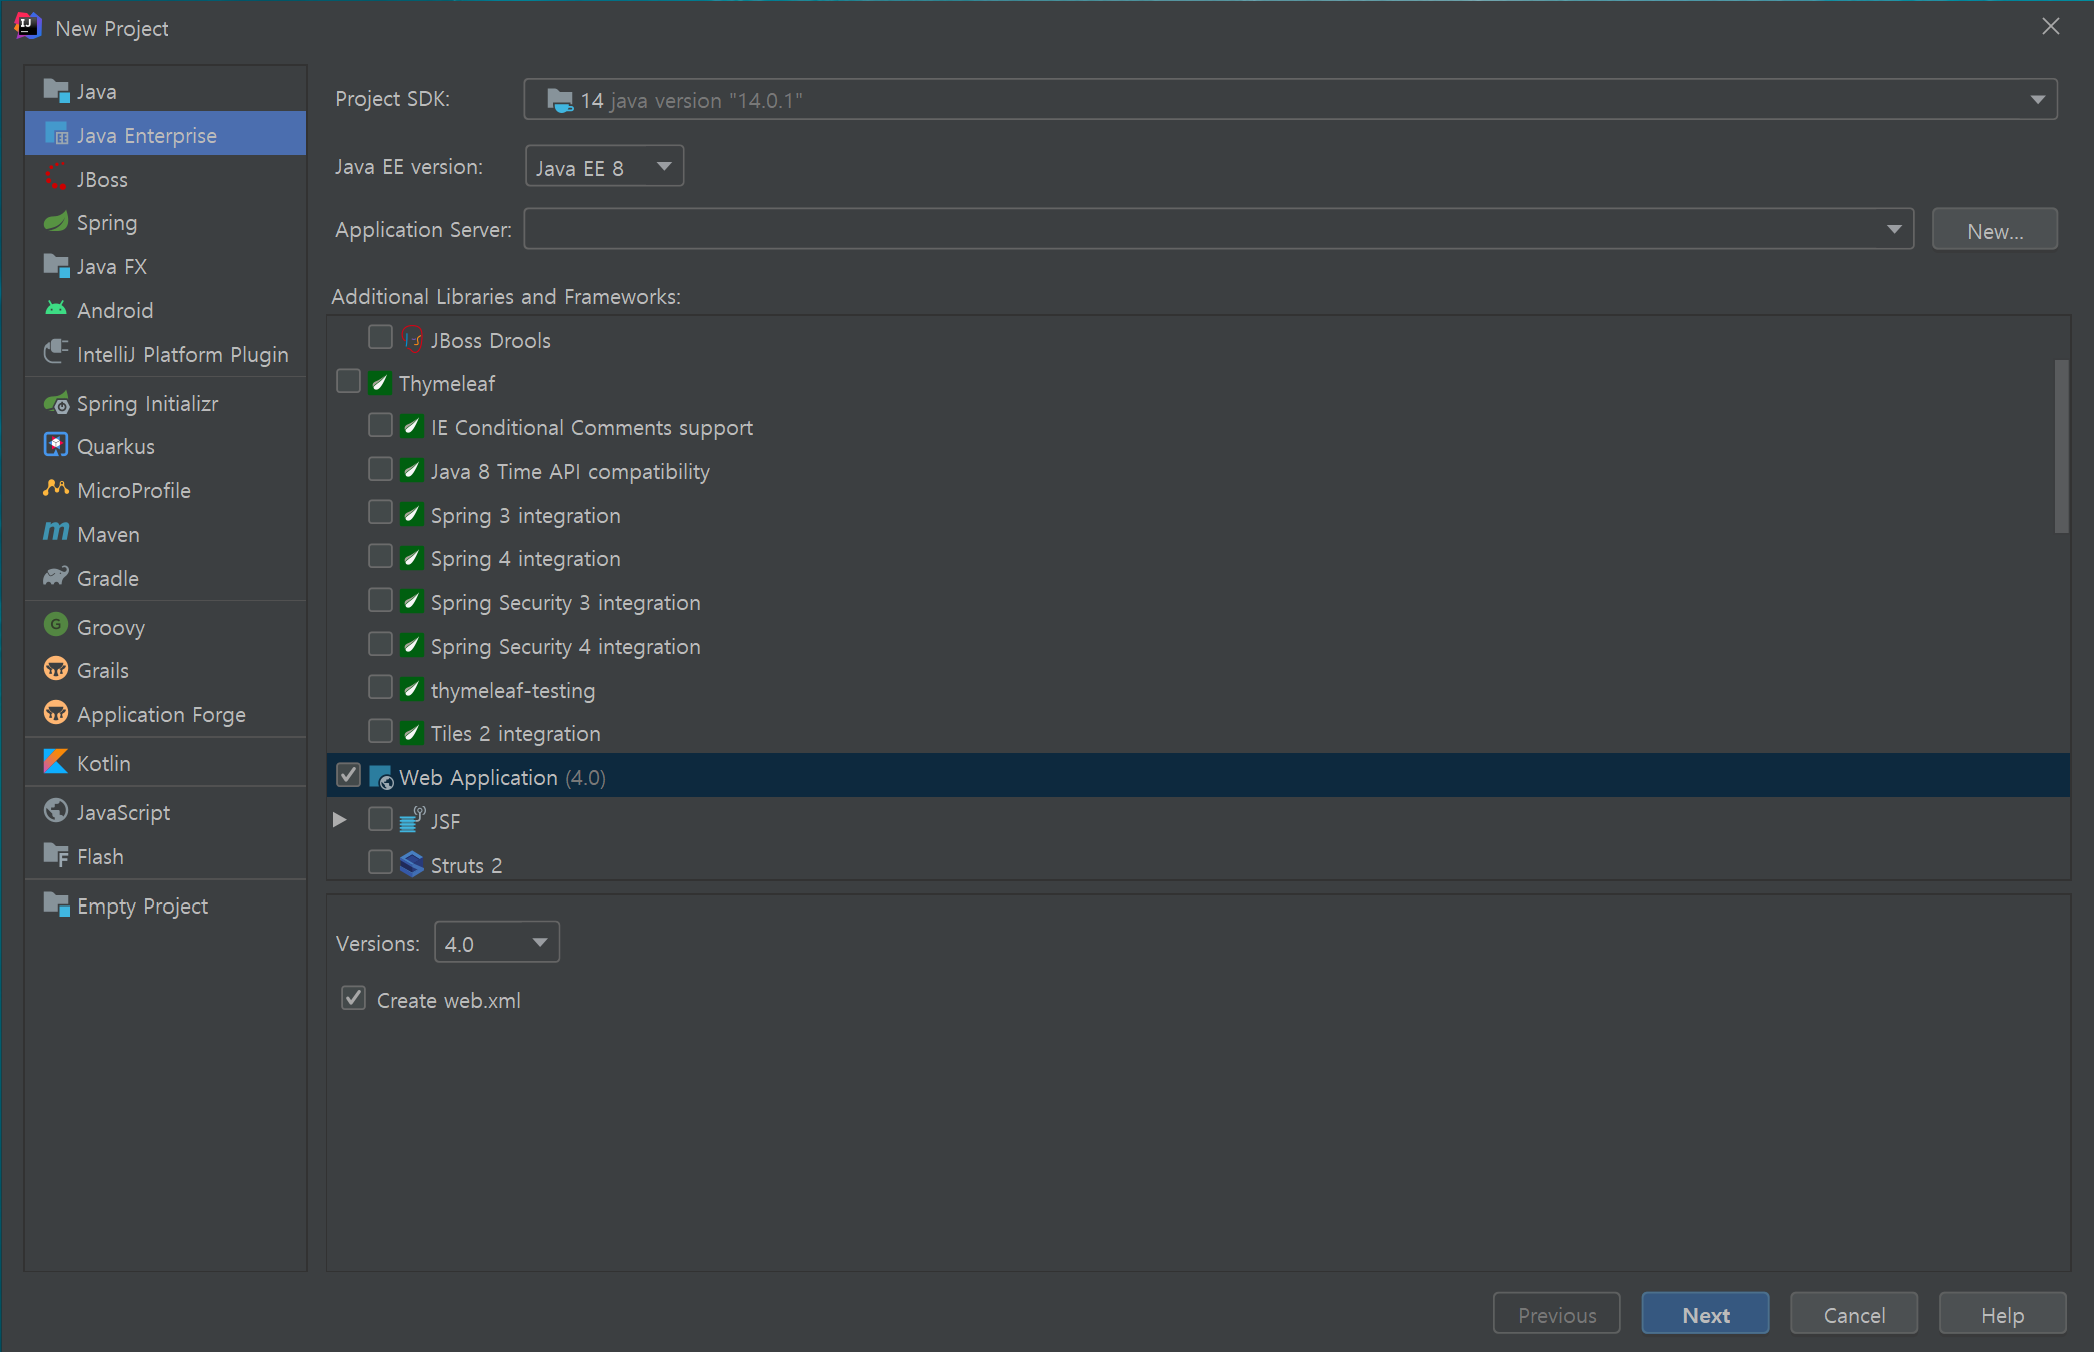 New Project
Java
Java Enterprise
JBoss
Spring
Java FX
Android
IntelliJ Platform Plugin
Spring Initializr
Quarkus
MicroProfile
Maven
Gradle
Groovy
Grails
Application Forge
Kotlin
JavaScript
Flash
Empty Project
Project SDK: 14 java version "14.0.1"
Java EE version: Java EE 8
Application Server: New...
Additional Libraries and Frameworks:
JBoss Drools
Thymeleaf
IE Conditional Comments support
Java 8 Time API compatibility
Spring 3 integration
Spring 4 integration
Spring Security 3 integration
Spring Security 4 integration
thymeleaf-testing
Tiles 2 integration
Web Application (4.0)
JSF
Struts 2
Versions: 4.0
Create web.xml
Previous Next Cancel Help